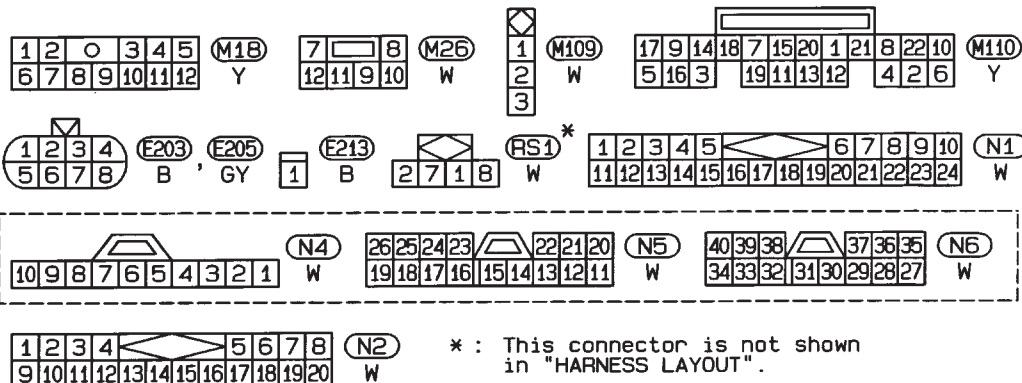 1 2 3 4 5 M18
6 7 8 9 10 11 12 Y
7 8 M26
12 11 9 10 W
1 M109
2 W
3
17 9 14 18 7 15 20 1 21 8 22 10 M110
5 16 3 19 11 13 12 4 2 6 Y
1 2 3 4 E203 , E205
5 6 7 8 B GY
1 E213
B
2 7 1 8 RS1 *
W
1 2 3 4 5 6 7 8 9 10 N1
11 12 13 14 15 16 17 18 19 20 21 22 23 24 W
10 9 8 7 6 5 4 3 2 1 N4
W
26 25 24 23 22 21 20 N5
19 18 17 16 15 14 13 12 11 W
40 39 38 37 36 35 N6
34 33 32 31 30 29 28 27 W
1 2 3 4 5 6 7 8 N2
9 10 11 12 13 14 15 16 17 18 19 20 W
* : This connector is not shown
in "HARNESS LAYOUT".